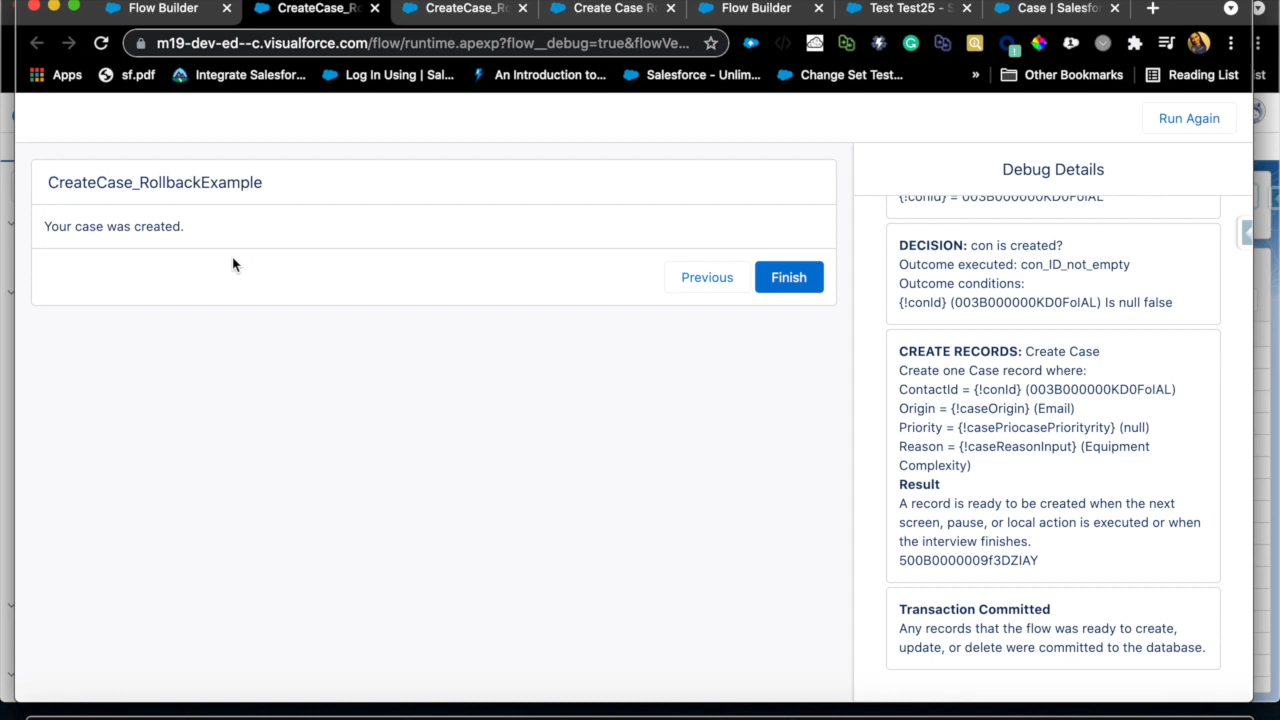 Flow Builder
CreateCase_Ro
CreateCase_Ro
Create Case R
Flow Builder
Test Test25 - S
Case | Salesfor
m19-dev-ed--c.visualforce.com/flow/runtime.apexp?flow__debug=true&flowVe...
Apps
sf.pdf
Integrate Salesfor...
Log In Using | Sal...
An Introduction to...
Salesforce - Unlim...
Change Set Test...
»
Other Bookmarks
Reading List
st
Run Again
CreateCase_RollbackExample
Your case was created.
Previous
Finish
Debug Details
{!conId} = 003B000000KD0FoIAL
DECISION: con is created?
Outcome executed: con_ID_not_empty
Outcome conditions:
{!conId} (003B000000KD0FoIAL) Is null false
CREATE RECORDS: Create Case
Create one Case record where:
ContactId = {!conId} (003B000000KD0FoIAL)
Origin = {!caseOrigin} (Email)
Priority = {!casePriocasePriorityrity} (null)
Reason = {!caseReasonInput} (Equipment
Complexity)
Result
A record is ready to be created when the next
screen, pause, or local action is executed or when
the interview finishes.
500B0000009f3DZIAY
Transaction Committed
Any records that the flow was ready to create,
update, or delete were committed to the database.